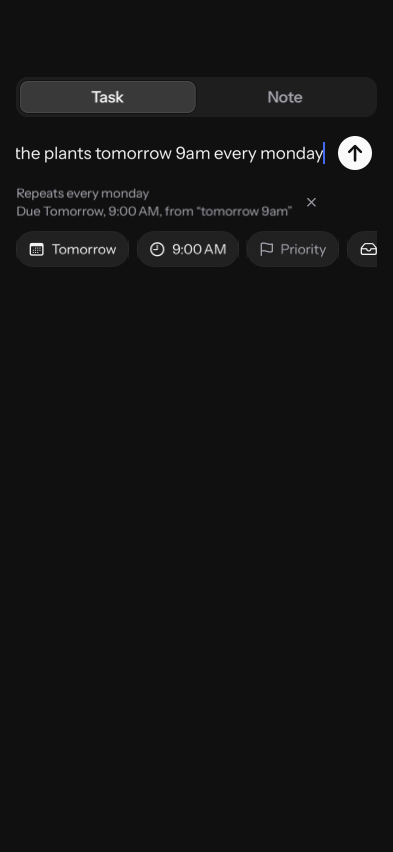 Task
Note
the plants tomorrow 9am every monday
Repeats every monday
Due Tomorrow, 9:00 AM, from “tomorrow 9am”
Tomorrow
9:00 AM
Priority